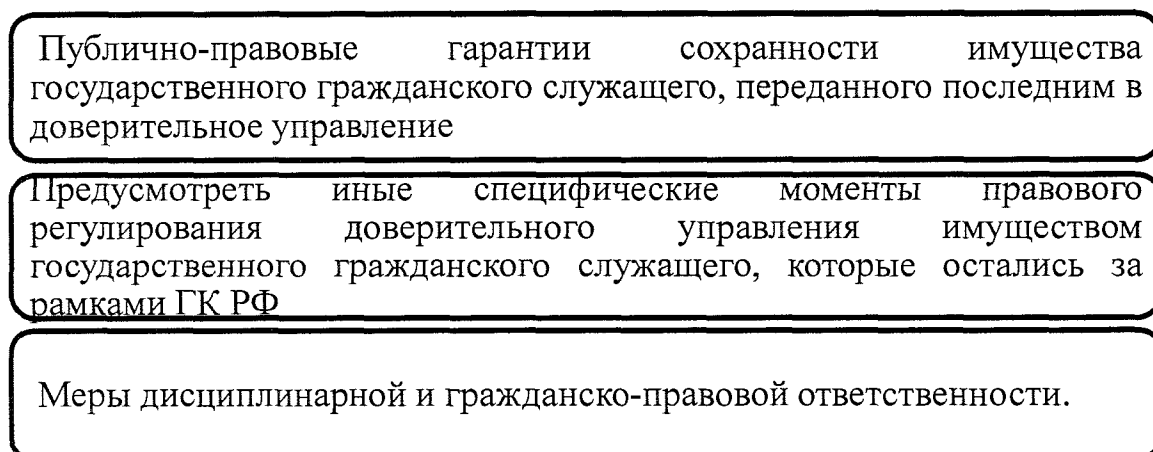 Публично-правовые гарантии сохранности имущества
государственного гражданского служащего, переданного последним в
доверительное управление
Предусмотреть иные специфические моменты правового
регулирования доверительного управления имуществом
государственного гражданского служащего, которые остались за
рамками ГК РФ
Меры дисциплинарной и гражданско-правовой ответственности.